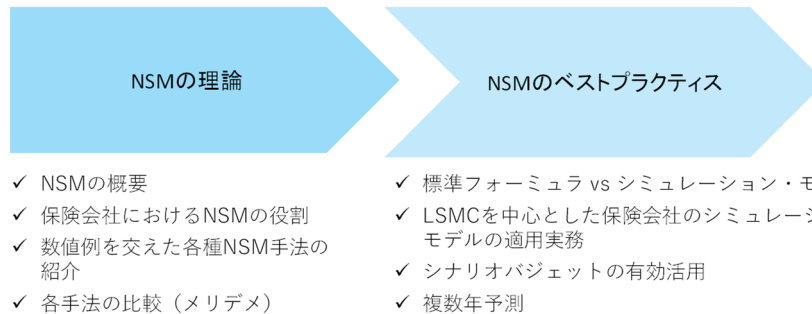 NSMの理論
✓ NSMの概要
✓ 保険会社におけるNSMの役割
✓ 数値例を交えた各種NSM手法の
紹介
✓ 各手法の比較（メリデメ）
NSMのベストプラクティス
✓ 標準フォーミュラ vs シミュレーション・モ
✓ LSMCを中心とした保険会社のシミュレーシ
モデルの適用実務
✓ シナリオバジェットの有効活用
✓ 複数年予測